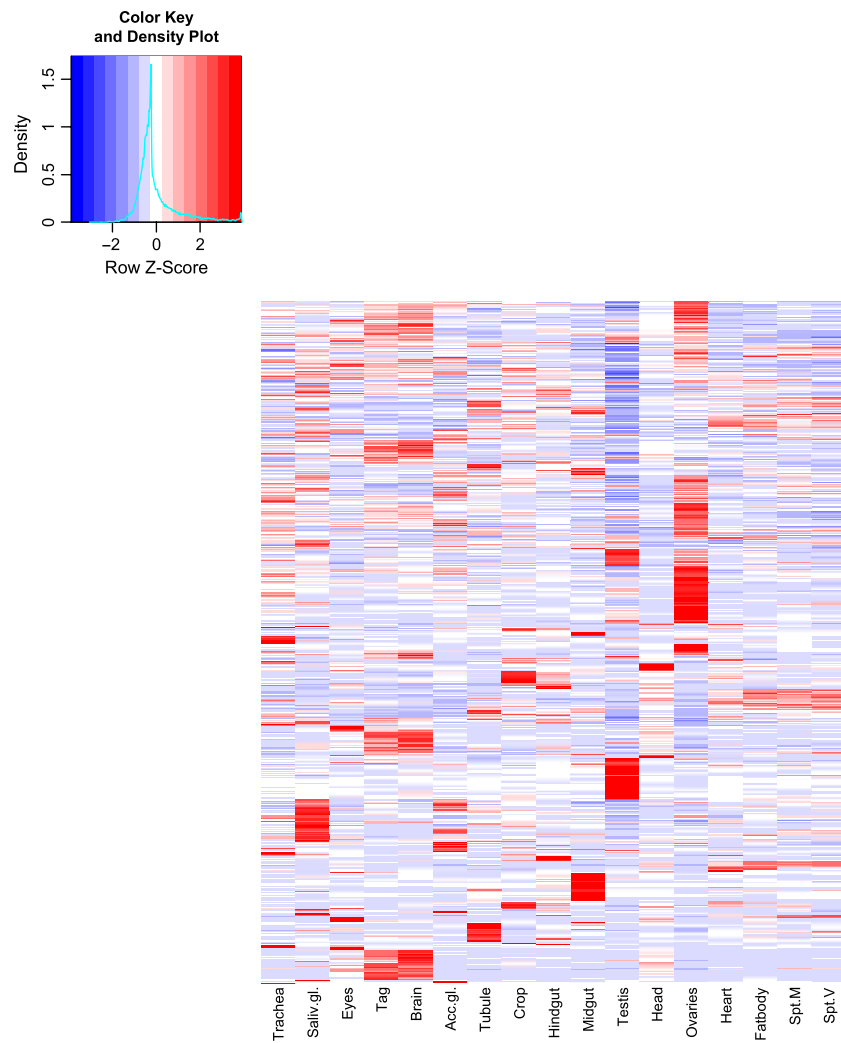 Color Key
and Density Plot
Density
0
0.5
1
1.5
−2
0
2
Row Z-Score
Trachea
Saliv.gl.
Eyes
Tag
Brain
Acc.gl.
Tubule
Crop
Hindgut
Midgut
Testis
Head
Ovaries
Heart
Fatbody
Spt.M
Spt.V